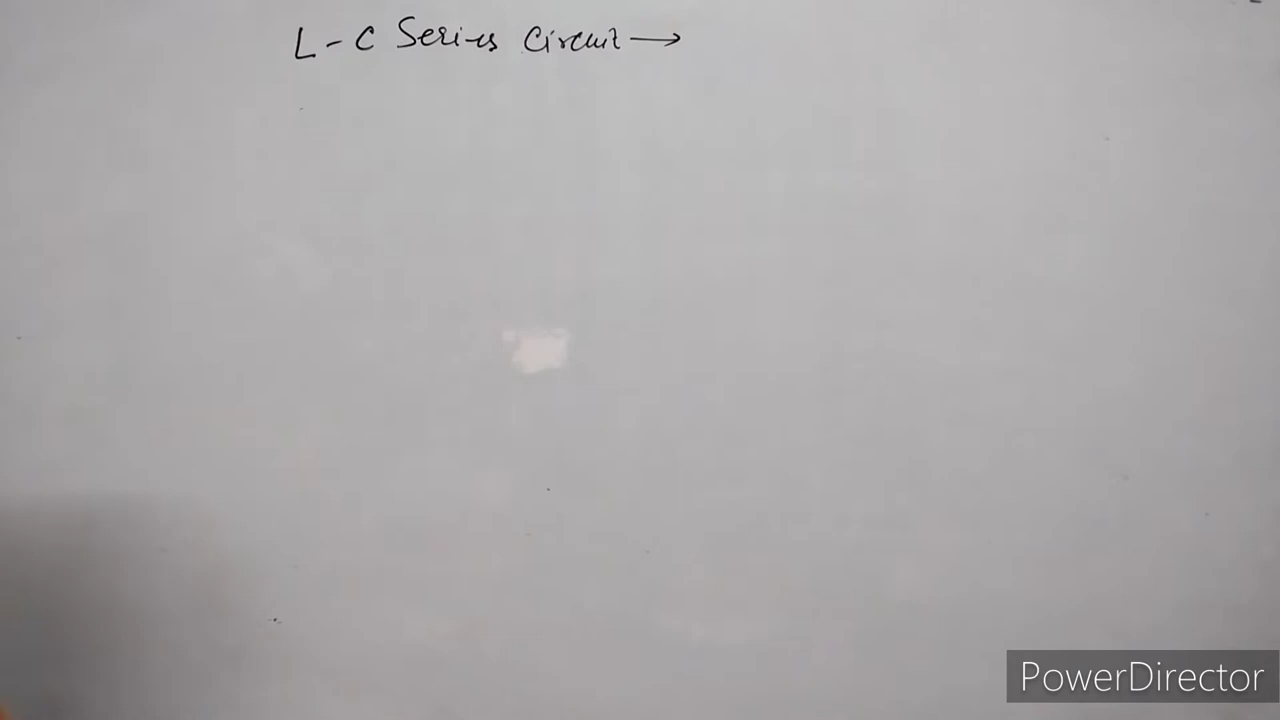 L-C Series Circuit →
PowerDirector